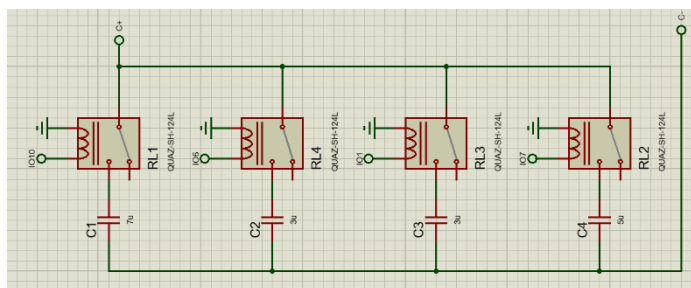 C+
C-
IO10
RL1
QUAZ-SH-124L
IO6
RL4
QUAZ-SH-124L
IO1
RL3
QUAZ-SH-124L
IO7
RL2
QUAZ-SH-124L
C1
7u
C2
3u
C3
3u
C4
5u